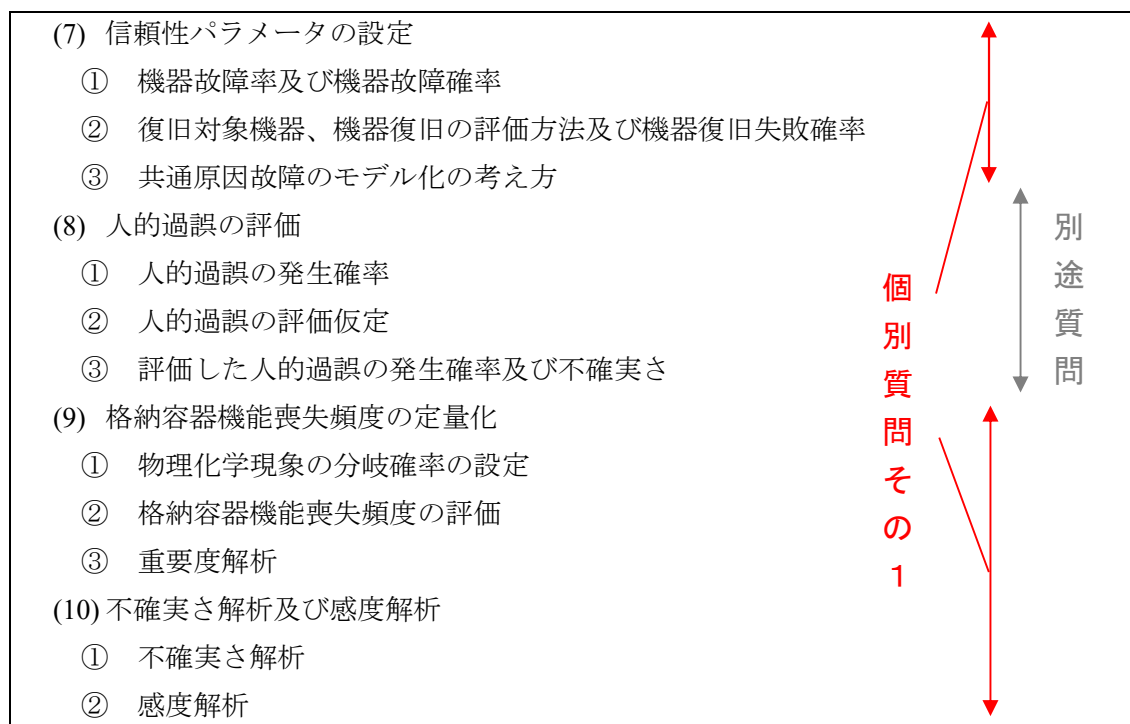 (7) 信頼性パラメータの設定
① 機器故障率及び機器故障確率
② 復旧対象機器、機器復旧の評価方法及び機器復旧失敗確率
③ 共通原因故障のモデル化の考え方
(8) 人的過誤の評価
① 人的過誤の発生確率
② 人的過誤の評価仮定
③ 評価した人的過誤の発生確率及び不確実さ
(9) 格納容器機能喪失頻度の定量化
① 物理化学現象の分岐確率の設定
② 格納容器機能喪失頻度の評価
③ 重要度解析
(10) 不確実さ解析及び感度解析
① 不確実さ解析
② 感度解析
個別質問その1
別途質問